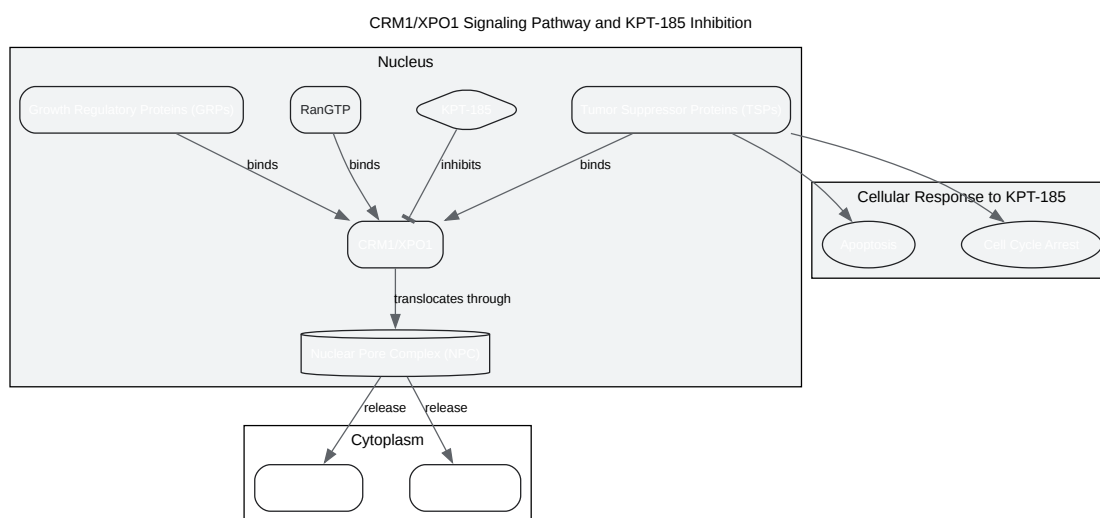 CRM1/XPO1 Signaling Pathway and KPT-185 Inhibition
Nucleus
Growth Regulatory Proteins (GRPs)
RanGTP
KPT-185
Tumor Suppressor Proteins (TSPs)
binds
binds
inhibits
binds
Cellular Response to KPT-185
CRM1/XPO1
Apoptosis
Cell Cycle Arrest
translocates through
Nuclear Pore Complex (NPC)
release
release
Cytoplasm